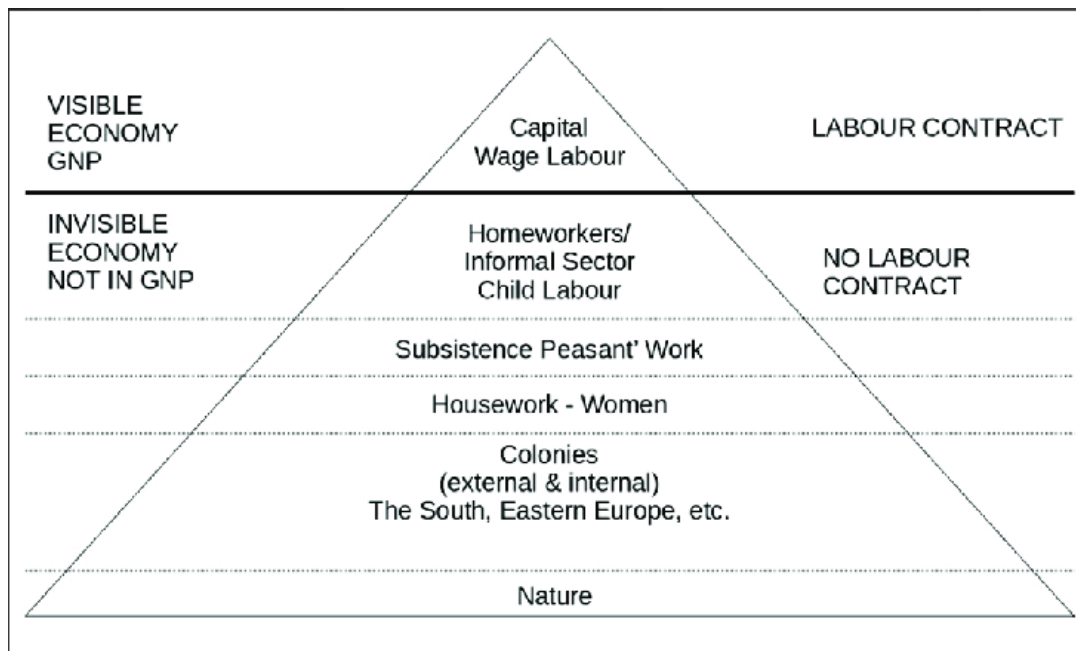 VISIBLE
ECONOMY
GNP
Capital
Wage Labour
LABOUR CONTRACT
INVISIBLE
ECONOMY
NOT IN GNP
Homeworkers/
Informal Sector
Child Labour
NO LABOUR
CONTRACT
Subsistence Peasant' Work
Housework - Women
Colonies
(external & internal)
The South, Eastern Europe, etc.
Nature